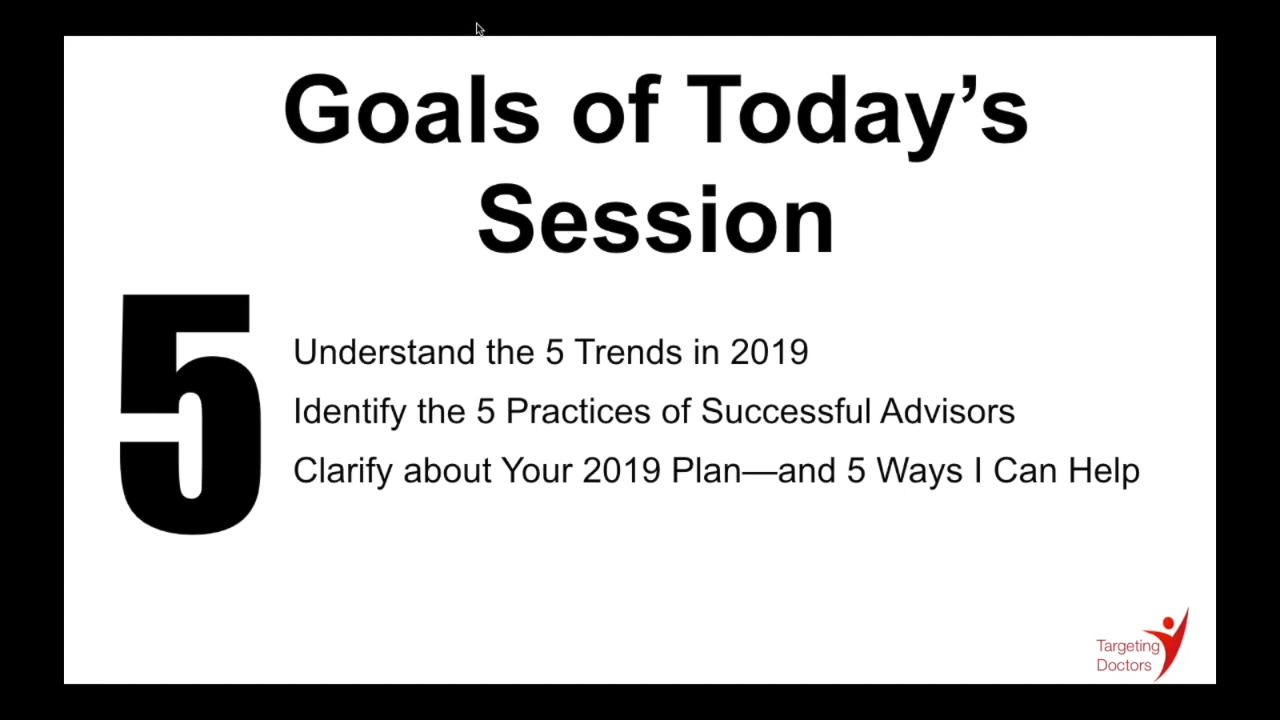 Goals of Today’s
Session
5
Understand the 5 Trends in 2019
Identify the 5 Practices of Successful Advisors
Clarify about Your 2019 Plan—and 5 Ways I Can Help
Targeting
Doctors